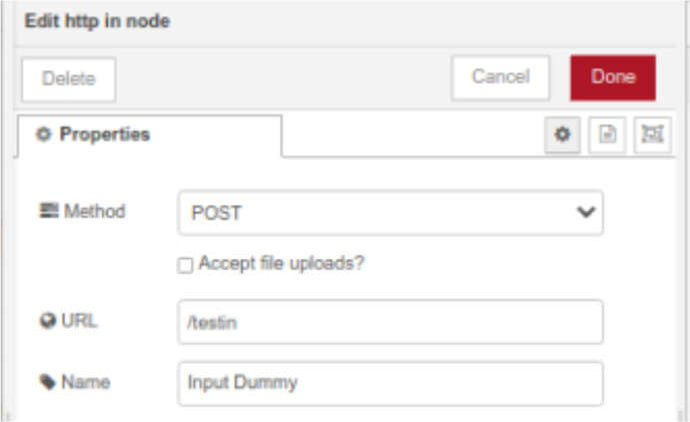 Edit http in node
Delete Cancel Done
Properties
Method POST
Accept file uploads?
URL /testin
Name Input Dummy